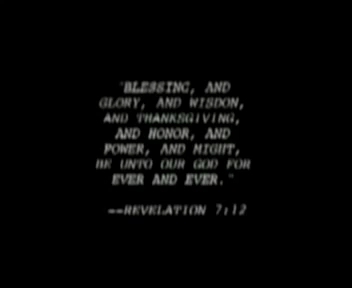 "BLESSING, AND
GLORY, AND WISDON,
AND THANKSGIVING,
AND HONOR, AND
POWER, AND MIGHT,
BE UNTO OUR GOD FOR
EVER AND EVER."
--REVELATION 7:12